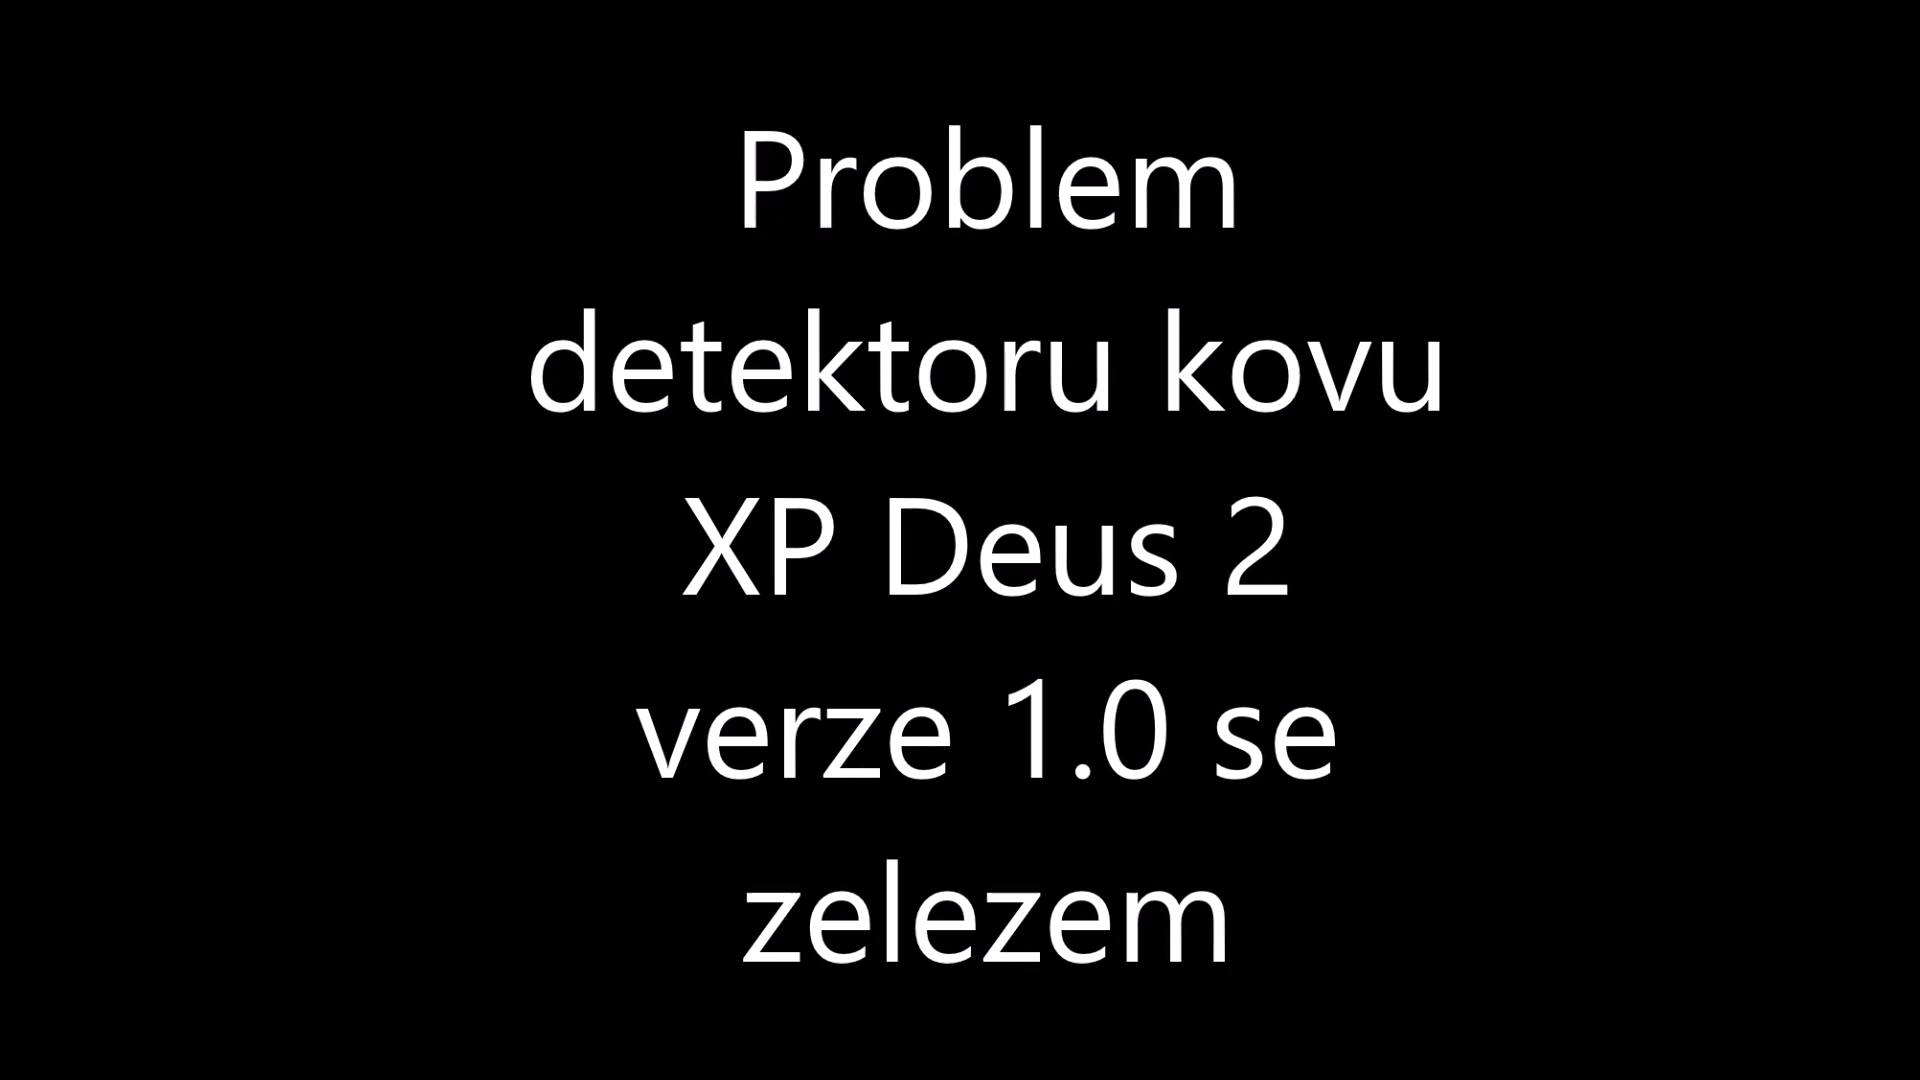 Problem
detektoru kovu
XP Deus 2
verze 1.0 se
zelezem